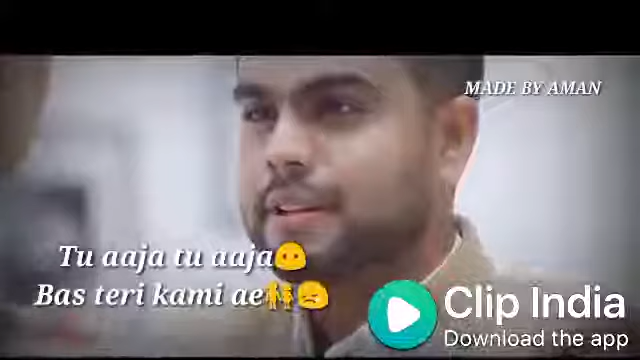 MADE BY AMAN
Tu aaja tu aaja😶
Bas teri kami ae👫😞
Clip India
Download the app